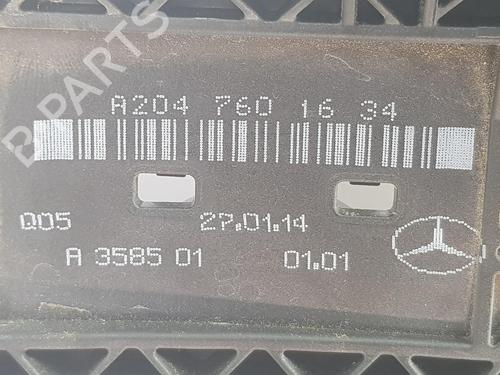 B-PARTS
A204 760 16 34
Q05 27.01.14
A 3585 01 01.01